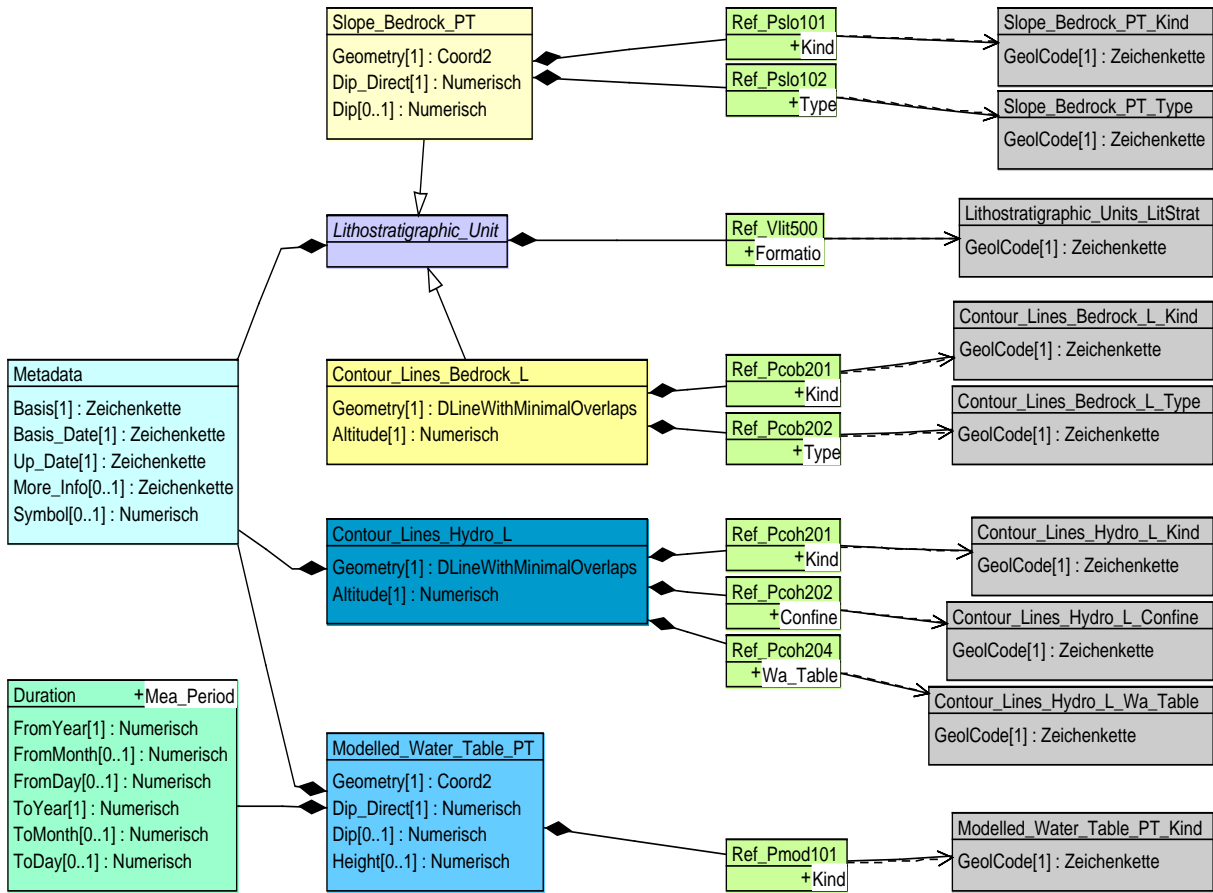 Slope_Bedrock_PT
Geometry[1] : Coord2
Dip_Direct[1] : Numerisch
Dip[0..1] : Numerisch
Ref_Pslo101
+Kind
Ref_Pslo102
+Type
Slope_Bedrock_PT_Kind
GeolCode[1] : Zeichenkette
Slope_Bedrock_PT_Type
GeolCode[1] : Zeichenkette
Lithostratigraphic_Unit
Ref_Vlit500
+Formatio
Lithostratigraphic_Units_LitStrat
GeolCode[1] : Zeichenkette
Metadata
Basis[1] : Zeichenkette
Basis_Date[1] : Zeichenkette
Up_Date[1] : Zeichenkette
More_Info[0..1] : Zeichenkette
Symbol[0..1] : Numerisch
Contour_Lines_Bedrock_L
Geometry[1] : DLineWithMinimalOverlaps
Altitude[1] : Numerisch
Ref_Pcob201
+Kind
Ref_Pcob202
+Type
Contour_Lines_Bedrock_L_Kind
GeolCode[1] : Zeichenkette
Contour_Lines_Bedrock_L_Type
GeolCode[1] : Zeichenkette
Contour_Lines_Hydro_L
Geometry[1] : DLineWithMinimalOverlaps
Altitude[1] : Numerisch
Ref_Pcoh201
+Kind
Ref_Pcoh202
+Confine
Ref_Pcoh204
+Wa_Table
Contour_Lines_Hydro_L_Kind
GeolCode[1] : Zeichenkette
Contour_Lines_Hydro_L_Confine
GeolCode[1] : Zeichenkette
Contour_Lines_Hydro_L_Wa_Table
GeolCode[1] : Zeichenkette
Duration +Mea_Period
FromYear[1] : Numerisch
FromMonth[0..1] : Numerisch
FromDay[0..1] : Numerisch
ToYear[1] : Numerisch
ToMonth[0..1] : Numerisch
ToDay[0..1] : Numerisch
Modelled_Water_Table_PT
Geometry[1] : Coord2
Dip_Direct[1] : Numerisch
Dip[0..1] : Numerisch
Height[0..1] : Numerisch
Ref_Pmod101
+Kind
Modelled_Water_Table_PT_Kind
GeolCode[1] : Zeichenkette